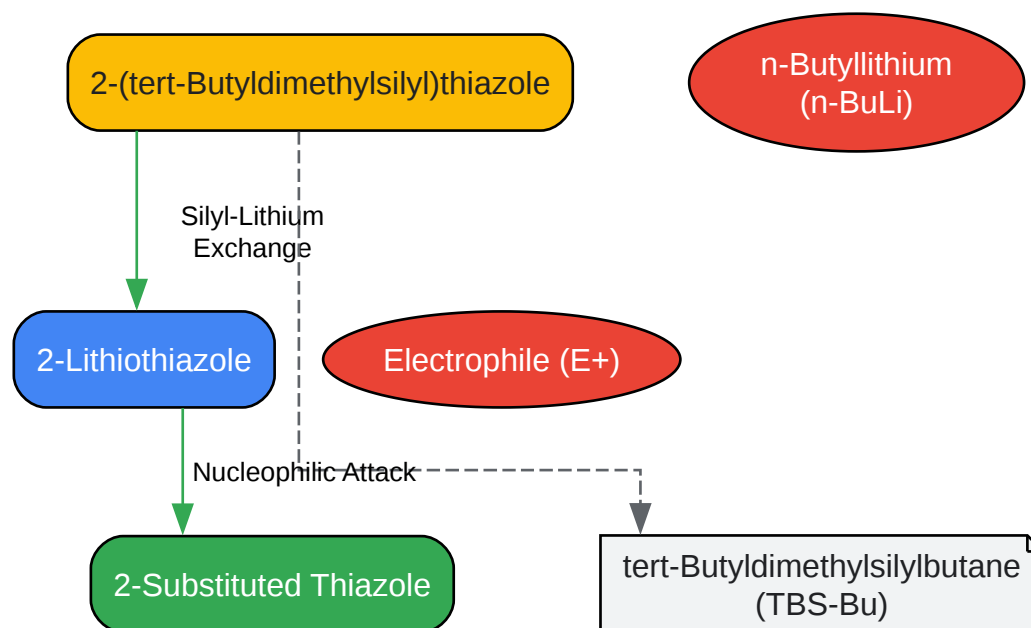 2-(tert-Butyldimethylsilyl)thiazole
n-Butyllithium
(n-BuLi)
Silyl-Lithium
Exchange
2-Lithiothiazole
Electrophile (E+)
Nucleophilic Attack
2-Substituted Thiazole
tert-Butyldimethylsilylbutane
(TBS-Bu)